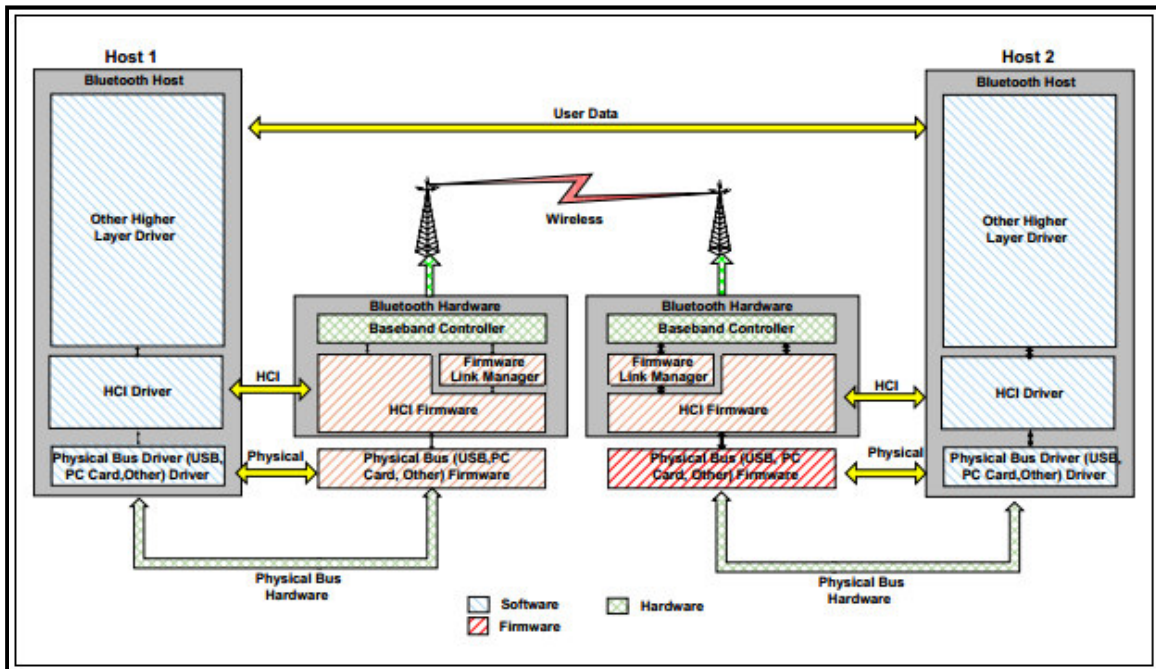 Host 1
Host 2
Bluetooth Host
Bluetooth Host
User Data
Other Higher
Layer Driver
Wireless
Other Higher
Layer Driver
Bluetooth Hardware
Bluetooth Hardware
Baseband Controller
Baseband Controller
HCI Driver
HCI
Firmware
Link Manager
HCI Firmware
Firmware
Link Manager
HCI Firmware
HCI
HCI Driver
Physical Bus Driver (USB,
PC Card,Other) Driver
Physical
Physical Bus (USB,PC
Card, Other) Firmware
Physical Bus (USB, PC
Card, Other) Firmware
Physical
Physical Bus Driver (USB,
PC Card,Other) Driver
Physical Bus
Hardware
Physical Bus
Hardware
Software
Hardware
Firmware